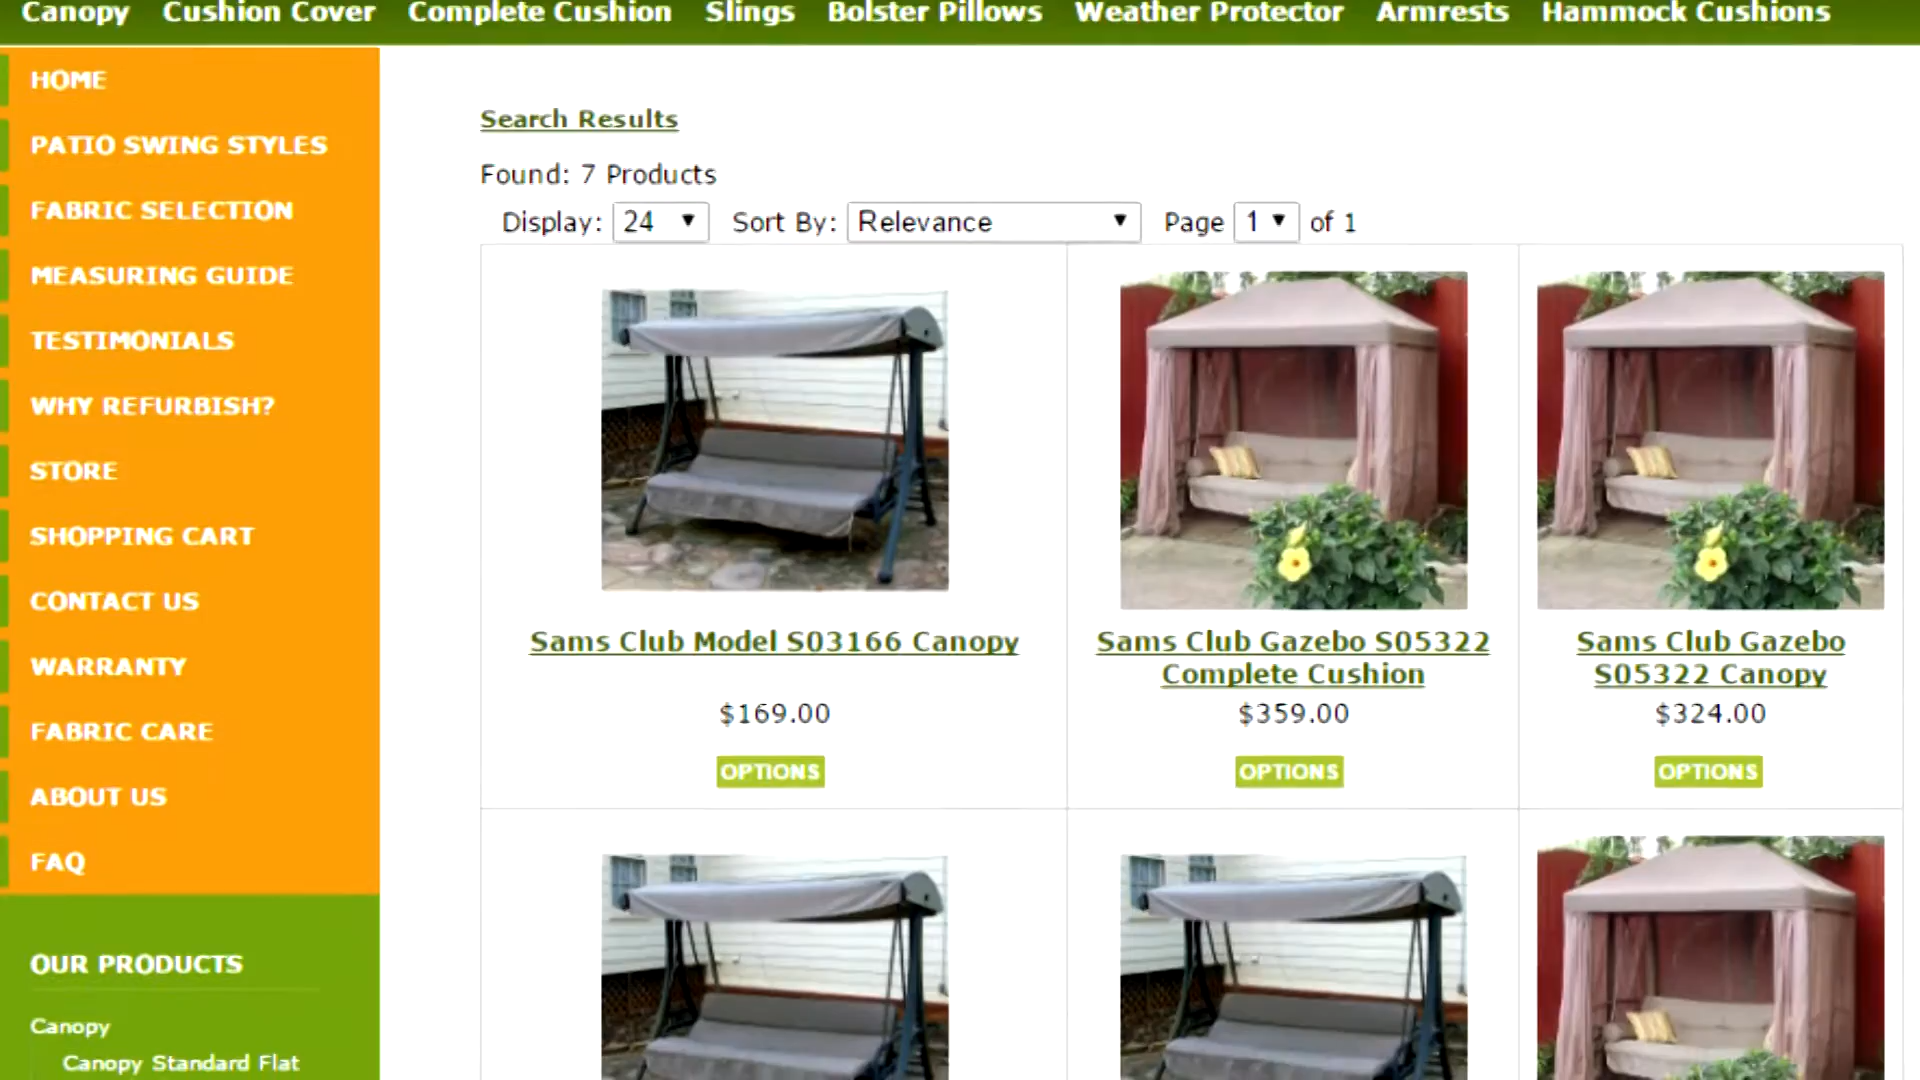 Canopy Cushion Cover Complete Cushion Slings Bolster Pillows Weather Protector Armrests Hammock Cushions
HOME
PATIO SWING STYLES
FABRIC SELECTION
MEASURING GUIDE
TESTIMONIALS
WHY REFURBISH?
STORE
SHOPPING CART
CONTACT US
WARRANTY
FABRIC CARE
ABOUT US
FAQ
OUR PRODUCTS
Canopy
Canopy Standard Flat
Search Results
Found: 7 Products
Display: 24 Sort By: Relevance Page 1 of 1
Sams Club Model S03166 Canopy
$169.00
OPTIONS
Sams Club Gazebo S05322
Complete Cushion
$359.00
OPTIONS
Sams Club Gazebo
S05322 Canopy
$324.00
OPTIONS